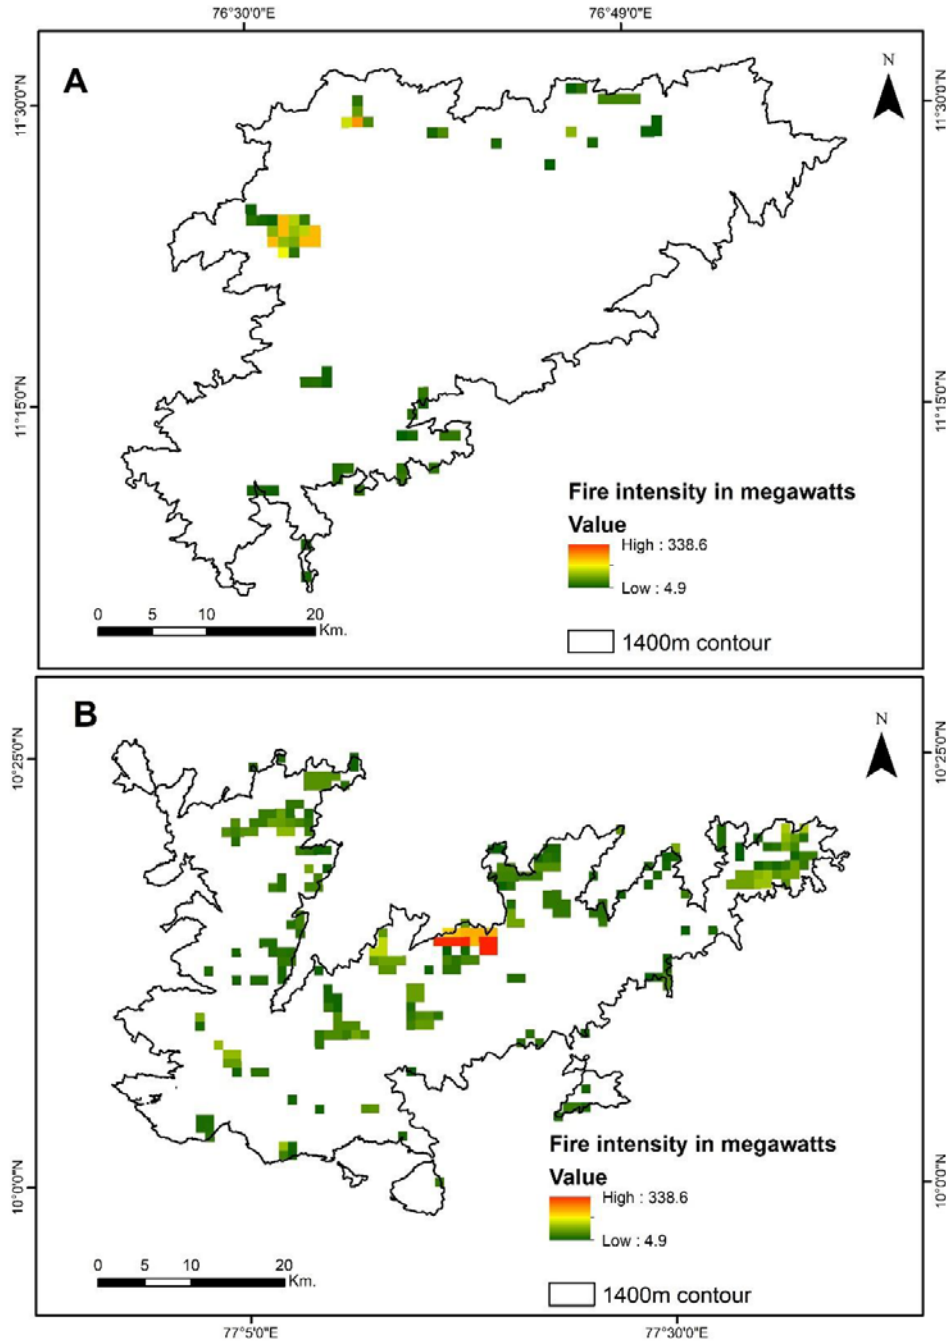 76°30'0"E 76°49'0"E
A
N
11°30'0"N 11°30'0"N
11°15'0"N 11°15'0"N
Fire intensity in megawatts
Value
High : 338.6
Low : 4.9
0 5 10 20
Km.
1400m contour
B
N
10°25'0"N 10°25'0"N
Fire intensity in megawatts
Value
High : 338.6
Low : 4.9
10°0'0"N 10°0'0"N
0 5 10 20
Km.
1400m contour
77°5'0"E 77°30'0"E